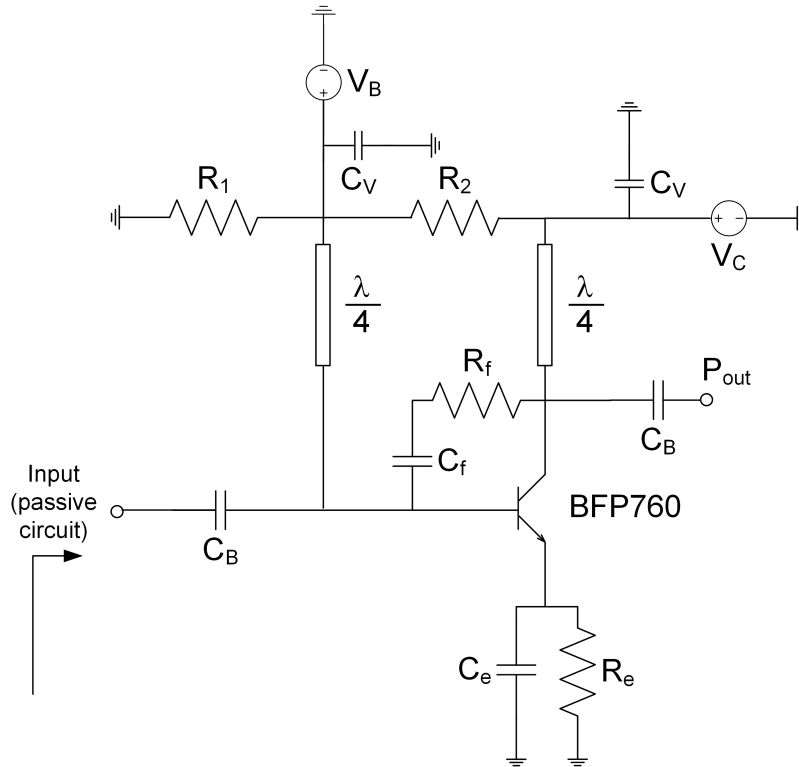 − + V_B
C_V
R_1
R_2
C_V
+ −
V_C
λ
4
λ
4
R_f
P_out
C_B
C_f
Input
(passive
circuit)
C_B
BFP760
C_e
R_e